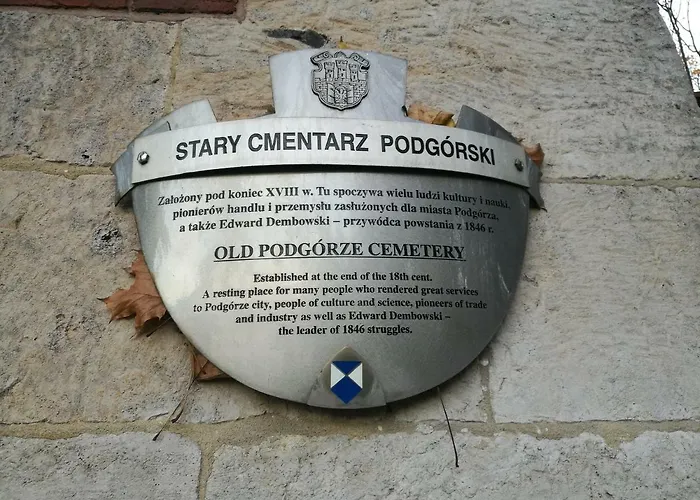 STARY CMENTARZ PODGÓRSKI
Założony pod koniec XVIII w. Tu spoczywa wielu ludzi kultury i nauki,
pionierów handlu i przemysłu zasłużonych dla miasta Podgórza,
a także Edward Dembowski – przywódca powstania z 1846 r.
OLD PODGÓRZE CEMETERY
Established at the end of the 18th cent.
A resting place for many people who rendered great services
to Podgórze city, people of culture and science, pioneers of trade
and industry as well as Edward Dembowski –
the leader of 1846 struggles.